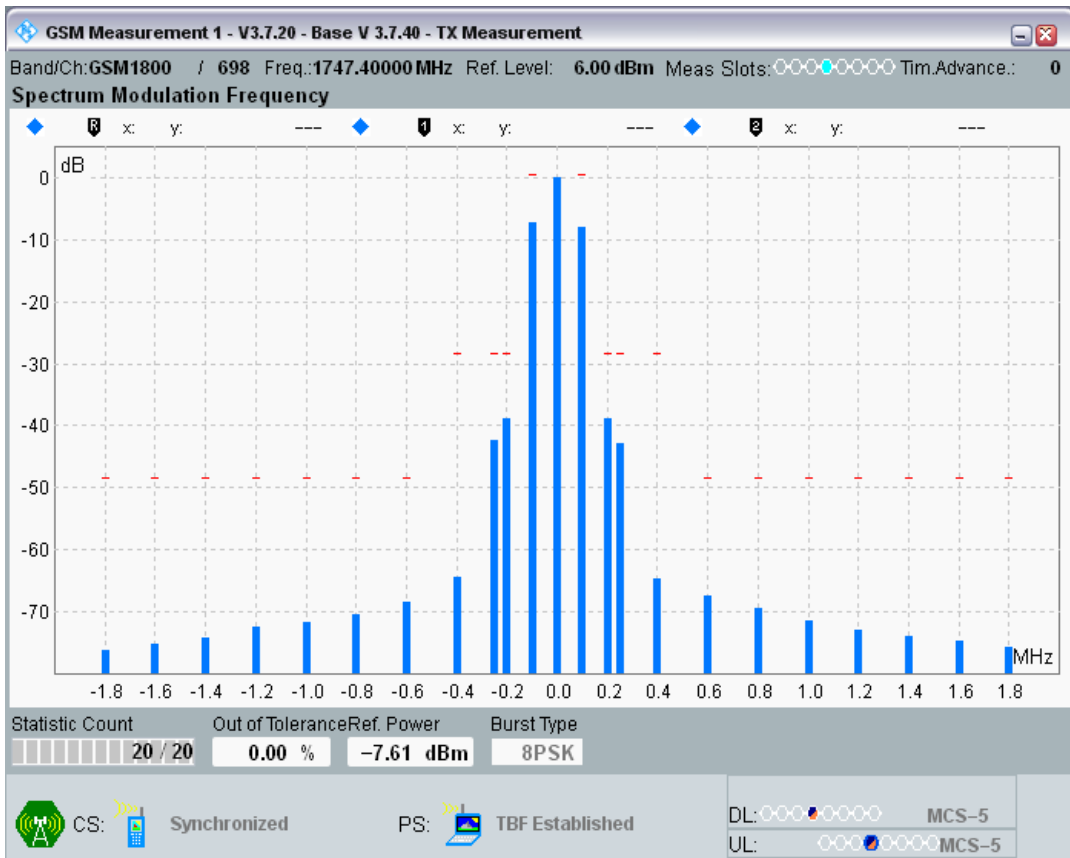 GSM Measurement 1 - V3.7.20 - Base V 3.7.40 - TX Measurement
Band/Ch:GSM1800 / 698 Freq.:1747.40000 MHz Ref. Level: 6.00 dBm Meas Slots: Tim.Advance.: 0
Spectrum Modulation Frequency
R x: y: --- 1 x: y: --- 2 x: y: ---
dB
0
-10
-20
-30
-40
-50
-60
-70
MHz
-1.8 -1.6 -1.4 -1.2 -1.0 -0.8 -0.6 -0.4 -0.2 0.0 0.2 0.4 0.6 0.8 1.0 1.2 1.4 1.6 1.8
Statistic Count Out of Tolerance Ref. Power Burst Type
20 / 20 0.00 % −7.61 dBm 8PSK
CS: Synchronized PS: TBF Established
DL: MCS−5
UL: MCS−5